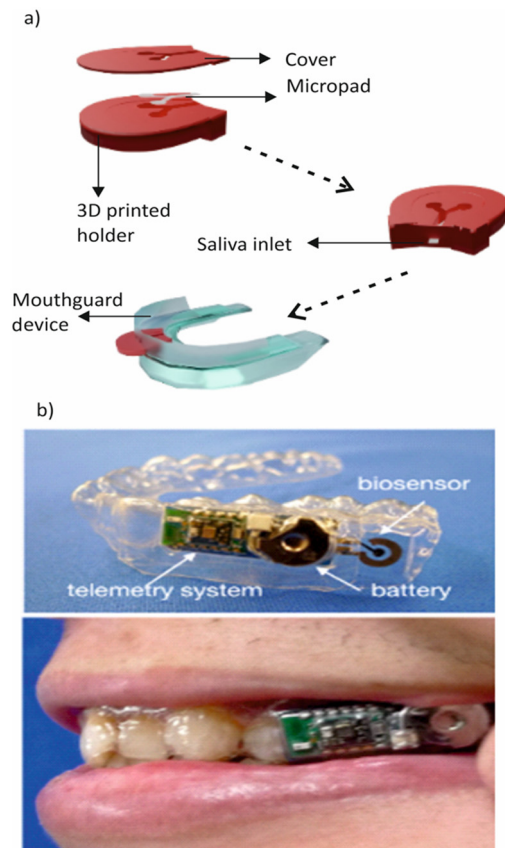 a)
Cover
Micropad
3D printed
holder
Saliva inlet
Mouthguard
device
b)
biosensor
telemetry system
battery